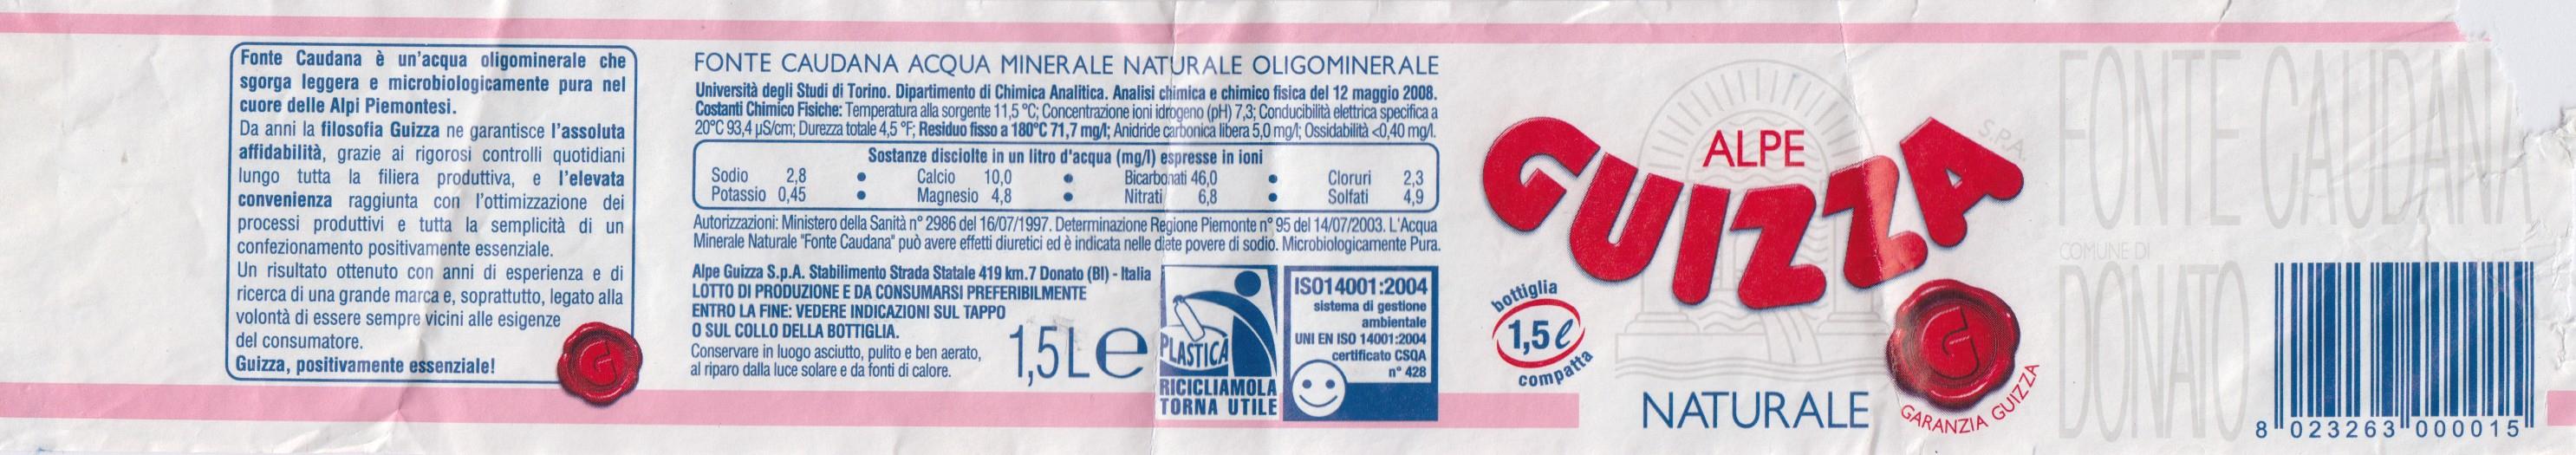 Fonte Caudana è un'acqua oligominerale che
sgorga leggera e microbiologicamente pura nel
cuore delle Alpi Piemontesi.
Da anni la filosofia Guizza ne garantisce l'assoluta
affidabilità, grazie ai rigorosi controlli quotidiani
lungo tutta la filiera produttiva, e l'elevata
convenienza raggiunta con l'ottimizzazione dei
processi produttivi e tutta la semplicità di un
confezionamento positivamente essenziale.
Un risultato ottenuto con anni di esperienza e di
ricerca di una grande marca e, soprattutto, legato alla
volontà di essere sempre vicini alle esigenze
del consumatore.
Guizza, positivamente essenziale!
G
FONTE CAUDANA ACQUA MINERALE NATURALE OLIGOMINERALE
Università degli Studi di Torino. Dipartimento di Chimica Analitica. Analisi chimica e chimico fisica del 12 maggio 2008.
Costanti Chimico Fisiche: Temperatura alla sorgente 11,5 °C; Concentrazione ioni idrogeno (pH) 7,3; Conducibilità elettrica specifica a
20°C 93,4 µS/cm; Durezza totale 4,5 °F; Residuo fisso a 180°C 71,7 mg/l; Anidride carbonica libera 5,0 mg/l; Ossidabilità <0,40 mg/l.
Sostanze disciolte in un litro d'acqua (mg/l) espresse in ioni
Sodio 2,8 • Calcio 10,0 • Bicarbonati 46,0 • Cloruri 2,3
Potassio 0,45 • Magnesio 4,8 • Nitrati 6,8 • Solfati 4,9
Autorizzazioni: Ministero della Sanità n° 2986 del 16/07/1997. Determinazione Regione Piemonte n° 95 del 14/07/2003. L'Acqua
Minerale Naturale "Fonte Caudana" può avere effetti diuretici ed è indicata nelle diete povere di sodio. Microbiologicamente Pura.
Alpe Guizza S.p.A. Stabilimento Strada Statale 419 km.7 Donato (BI) - Italia
LOTTO DI PRODUZIONE E DA CONSUMARSI PREFERIBILMENTE
ENTRO LA FINE: VEDERE INDICAZIONI SUL TAPPO
O SUL COLLO DELLA BOTTIGLIA.
Conservare in luogo asciutto, pulito e ben aerato,
al riparo dalla luce solare e da fonti di calore.
1,5 L e
PLASTICA
RICICLIAMOLA
TORNA UTILE
ISO14001:2004
sistema di gestione
ambientale
UNI EN ISO 14001:2004
certificato CSQA
n° 428
bottiglia
1,5 ℓ
compatta
ALPE
GUIZZA
S.P.A.
NATURALE
G
GARANZIA GUIZZA
FONTE CAUDANA
COMUNE DI
DONATO
8 023263 000015